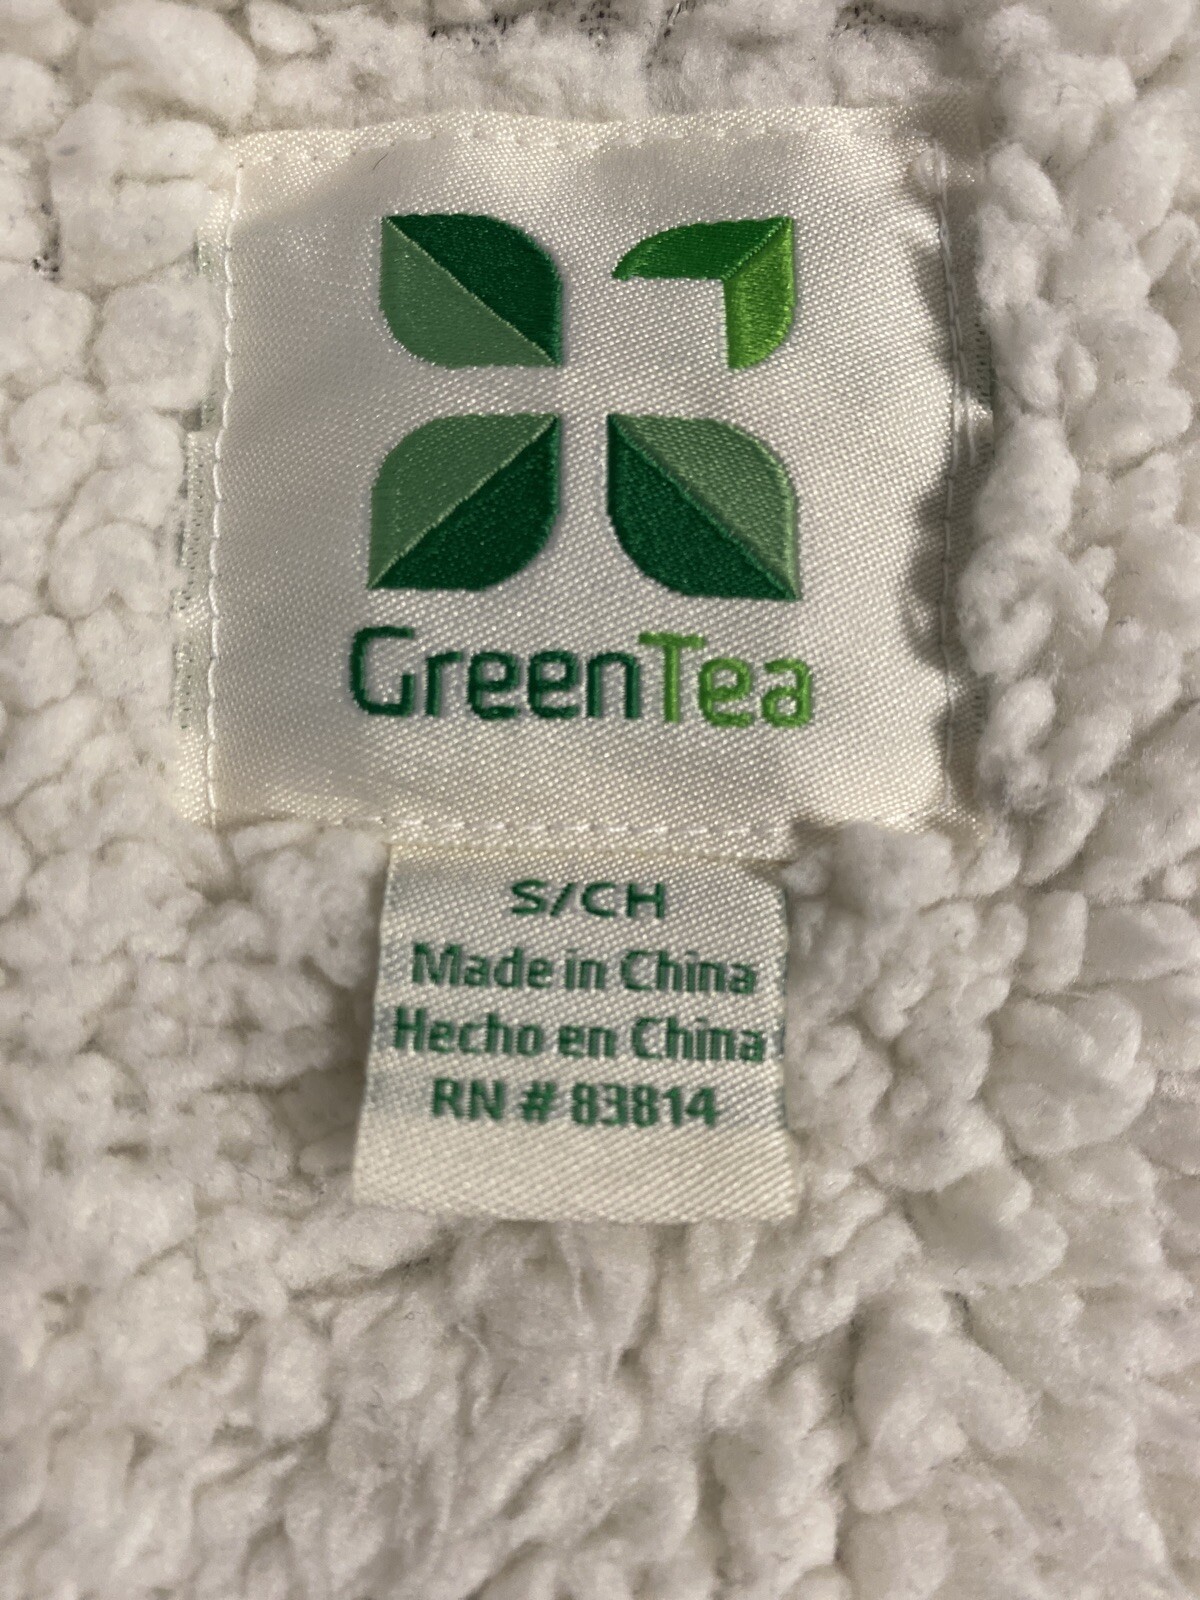 GreenTea
S/CH
Made in China
Hecho en China
RN # 83814